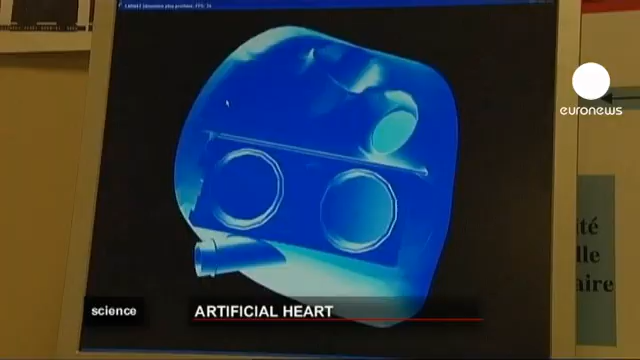 euronews
ité
lle
aire
science
ARTIFICIAL HEART